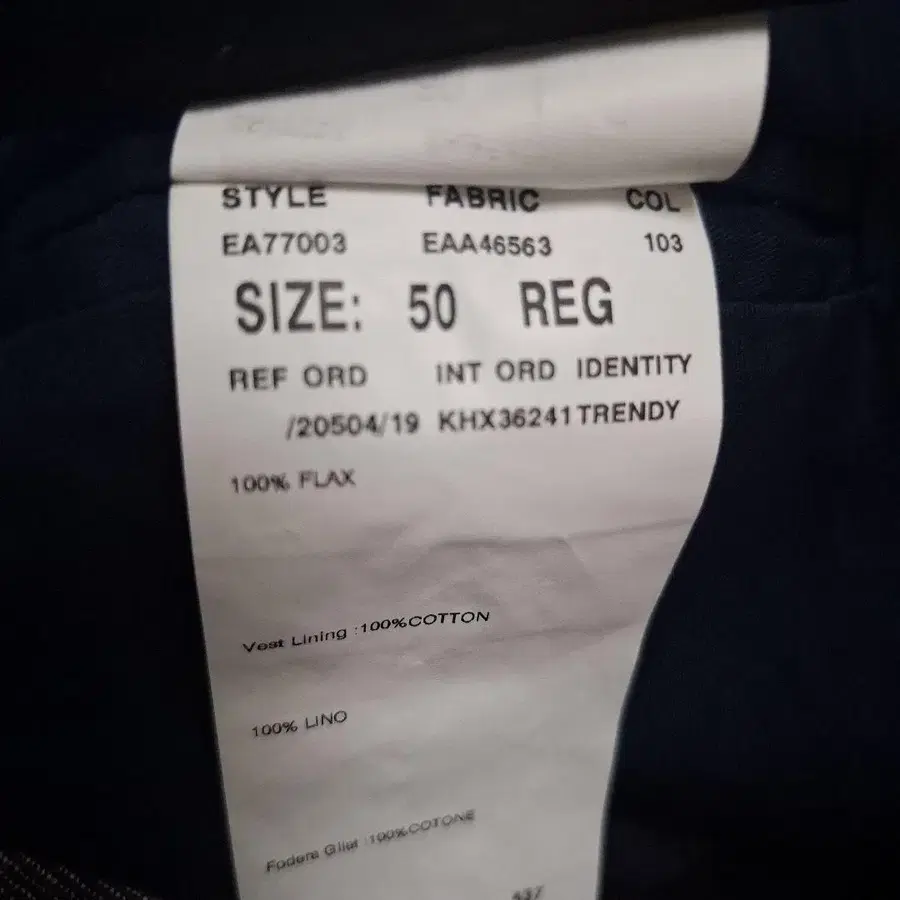 STYLE FABRIC COL
EA77003 EAA46563 103
SIZE: 50 REG
REF ORD INT ORD IDENTITY
/20504/19 KHX36241 TRENDY
100% FLAX
Vest Lining :100%COTTON
100% LINO
Fodera Gilet :100%COTONE